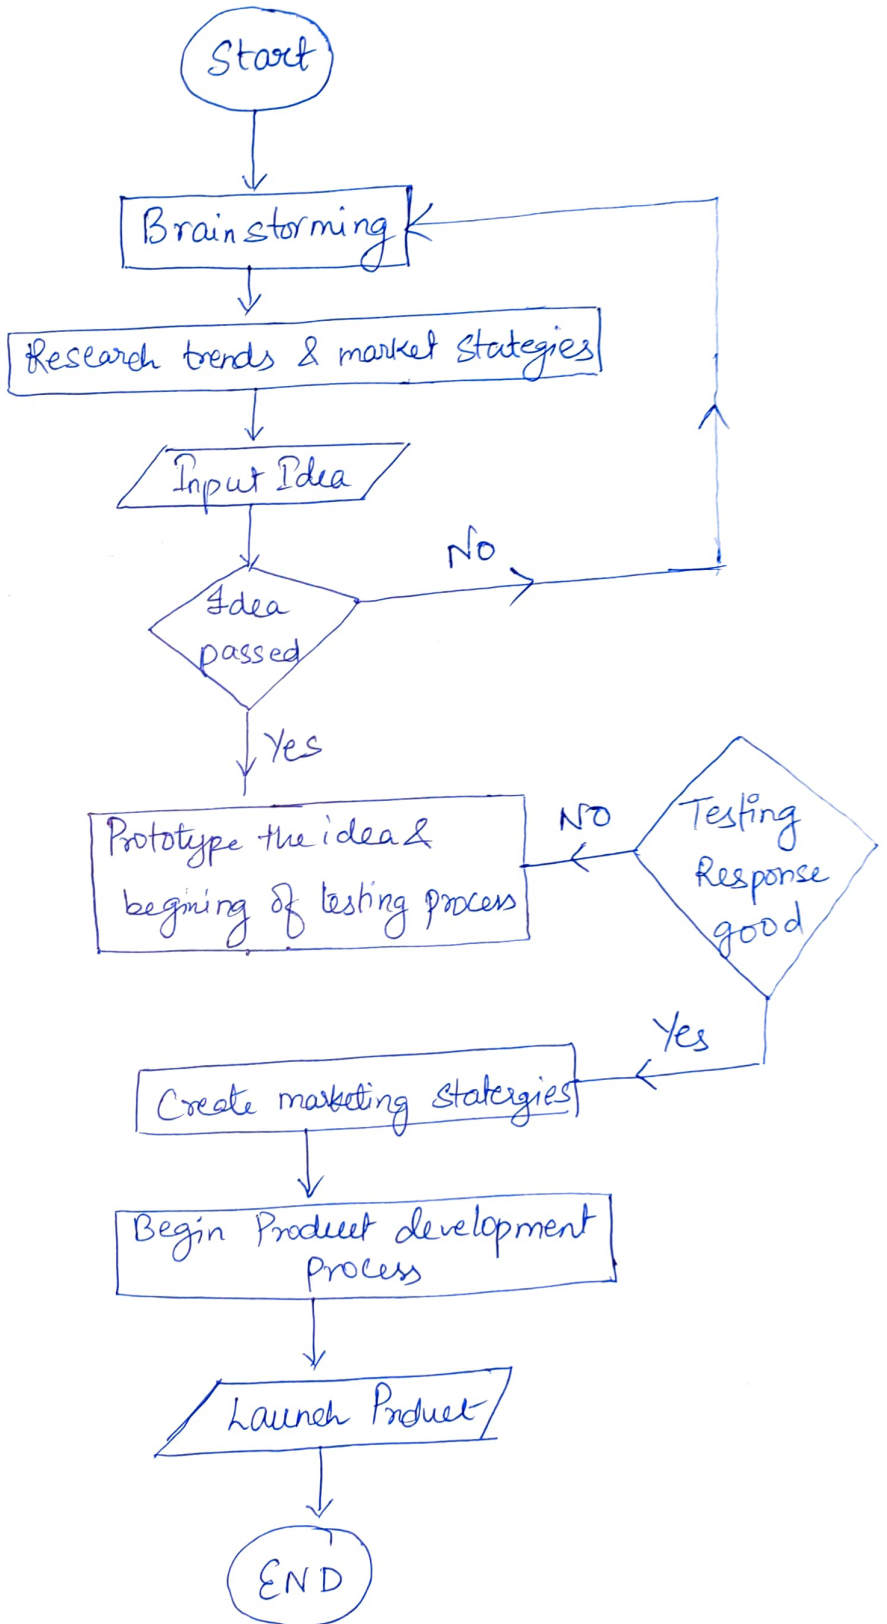 Start
Brainstorming
Research trends & market stategies
Input Idea
No
Idea
passed
Yes
Prototype the idea &
begining of testing process
NO
Testing
Response
good
Yes
Create marketing statergies
Begin Product development
process
Launch Product
END